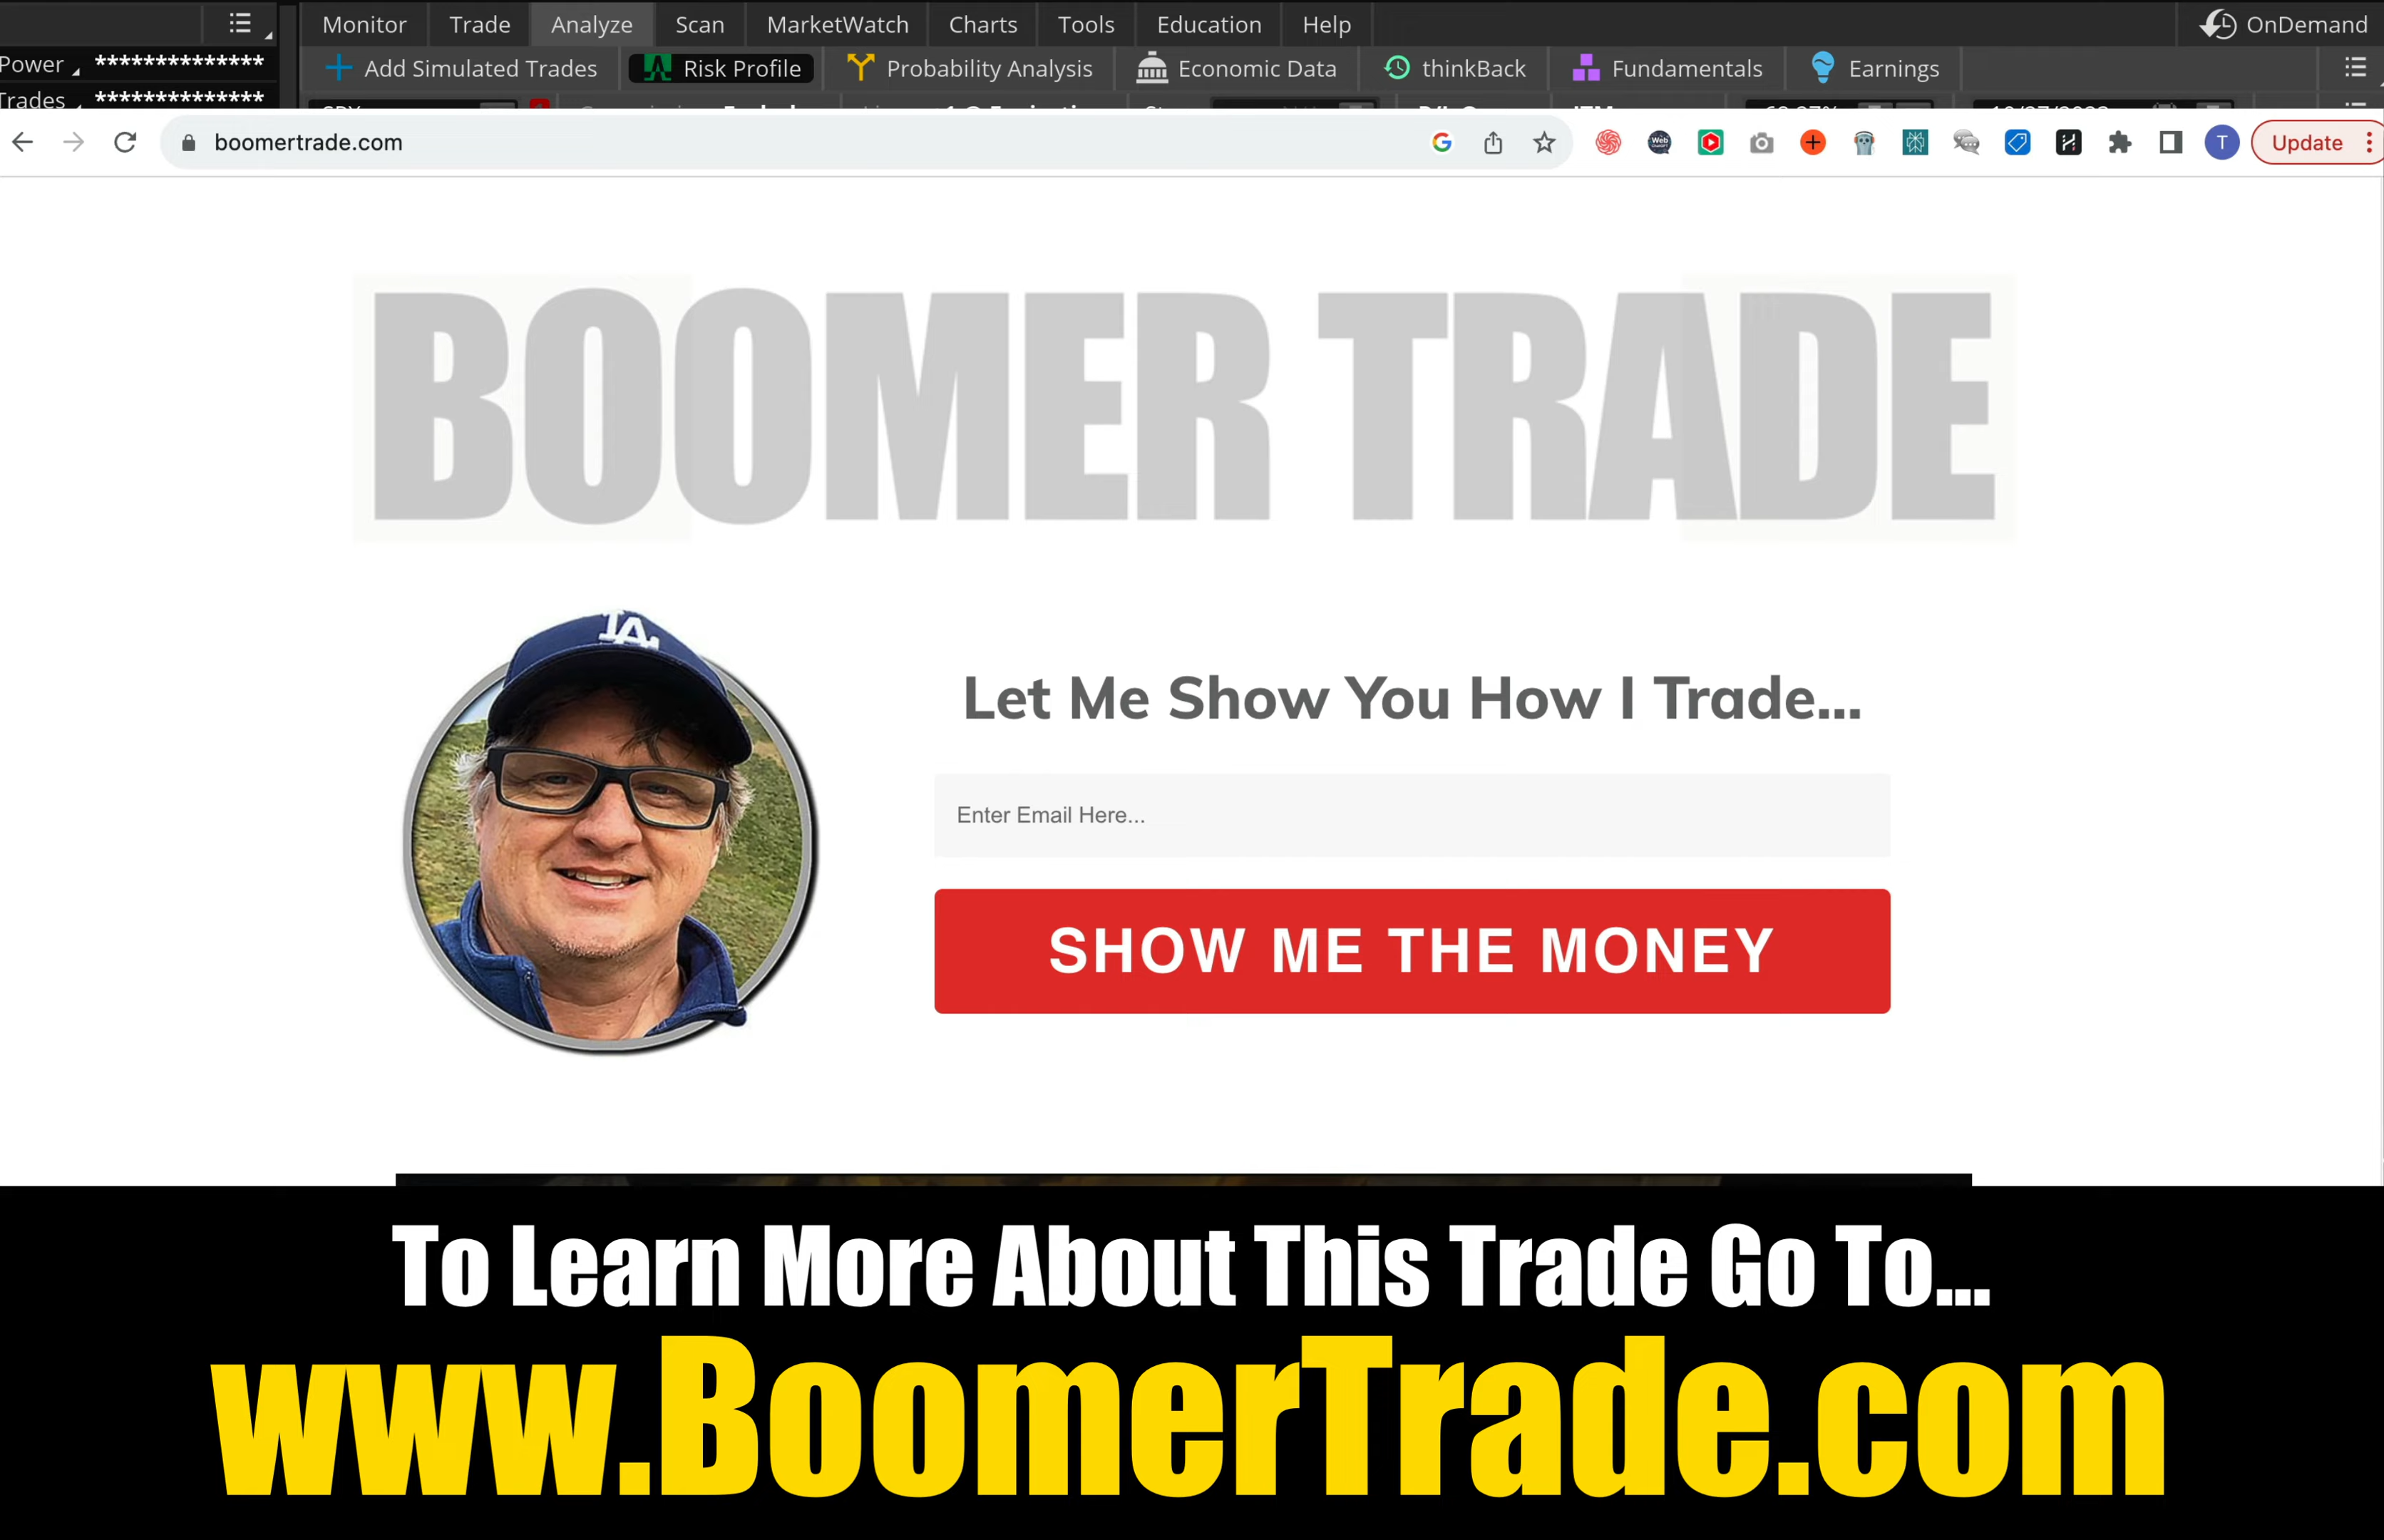 Monitor Trade Analyze Scan MarketWatch Charts Tools Education Help OnDemand
Power **************
Add Simulated Trades Risk Profile Probability Analysis Economic Data thinkBack Fundamentals Earnings
Trades **************
boomertrade.com
Update
T
BOOMER TRADE
LA
Let Me Show You How I Trade...
Enter Email Here...
SHOW ME THE MONEY
To Learn More About This Trade Go To...
www.BoomerTrade.com